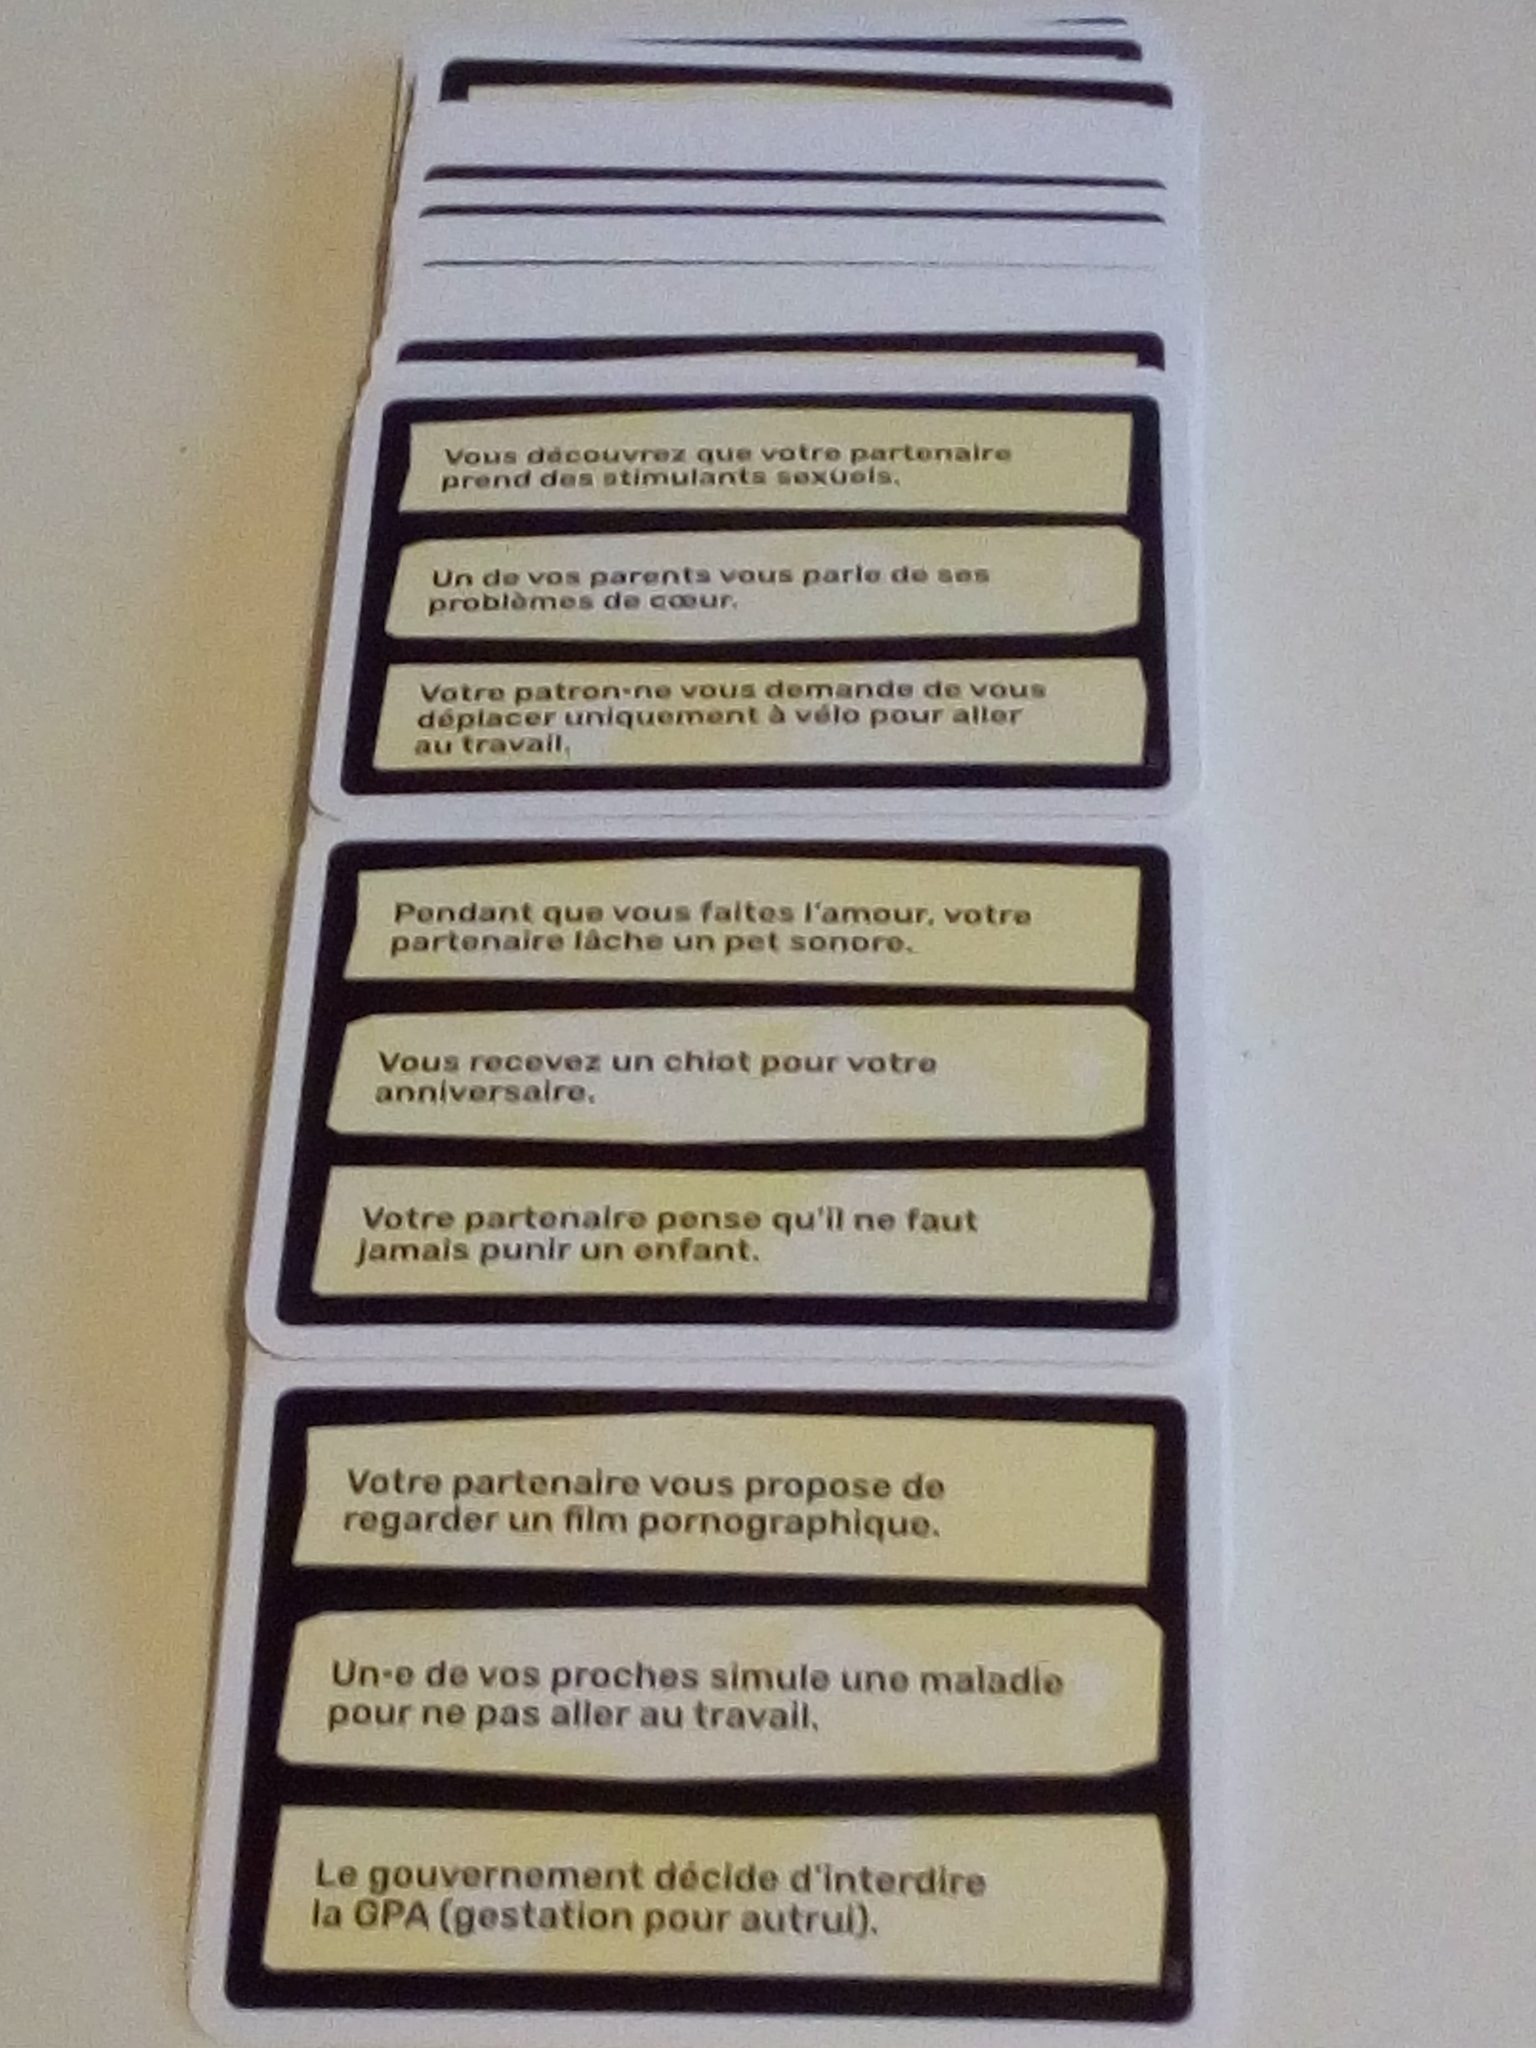 Vous découvrez que votre partenaire
prend des stimulants sexuels.
Un de vos parents vous parle de ses
problèmes de cœur.
Votre patron·ne vous demande de vous
déplacer uniquement à vélo pour aller
au travail.
Pendant que vous faites l'amour, votre
partenaire lâche un pet sonore.
Vous recevez un chiot pour votre
anniversaire.
Votre partenaire pense qu'il ne faut
jamais punir un enfant.
Votre partenaire vous propose de
regarder un film pornographique.
Un·e de vos proches simule une maladie
pour ne pas aller au travail.
Le gouvernement décide d'interdire
la GPA (gestation pour autrui).